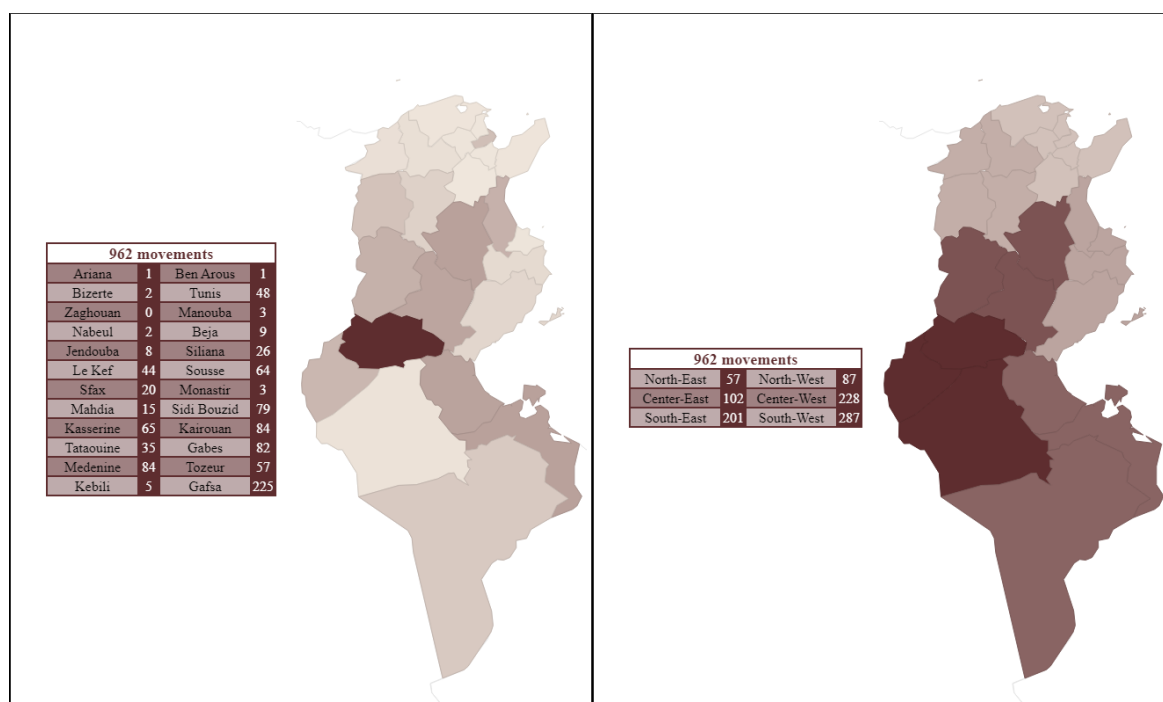 962 movements
Ariana 1 Ben Arous 1
Bizerte 2 Tunis 48
Zaghouan 0 Manouba 3
Nabeul 2 Beja 9
Jendouba 8 Siliana 26
Le Kef 44 Sousse 64
Sfax 20 Monastir 3
Mahdia 15 Sidi Bouzid 79
Kasserine 65 Kairouan 84
Tataouine 35 Gabes 82
Medenine 84 Tozeur 57
Kebili 5 Gafsa 225
962 movements
North-East 57 North-West 87
Center-East 102 Center-West 228
South-East 201 South-West 287